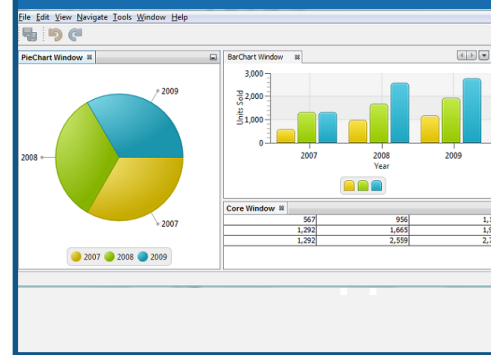 File Edit View Navigate Tools Window Help
PieChart Window
2009
2008
2007
2007 2008 2009
BarChart Window
3,000
2,000
1,000
0
Units Sold
2007 2008 2009
Year
Core Window
567 956
1,292 1,665
1,292 2,559